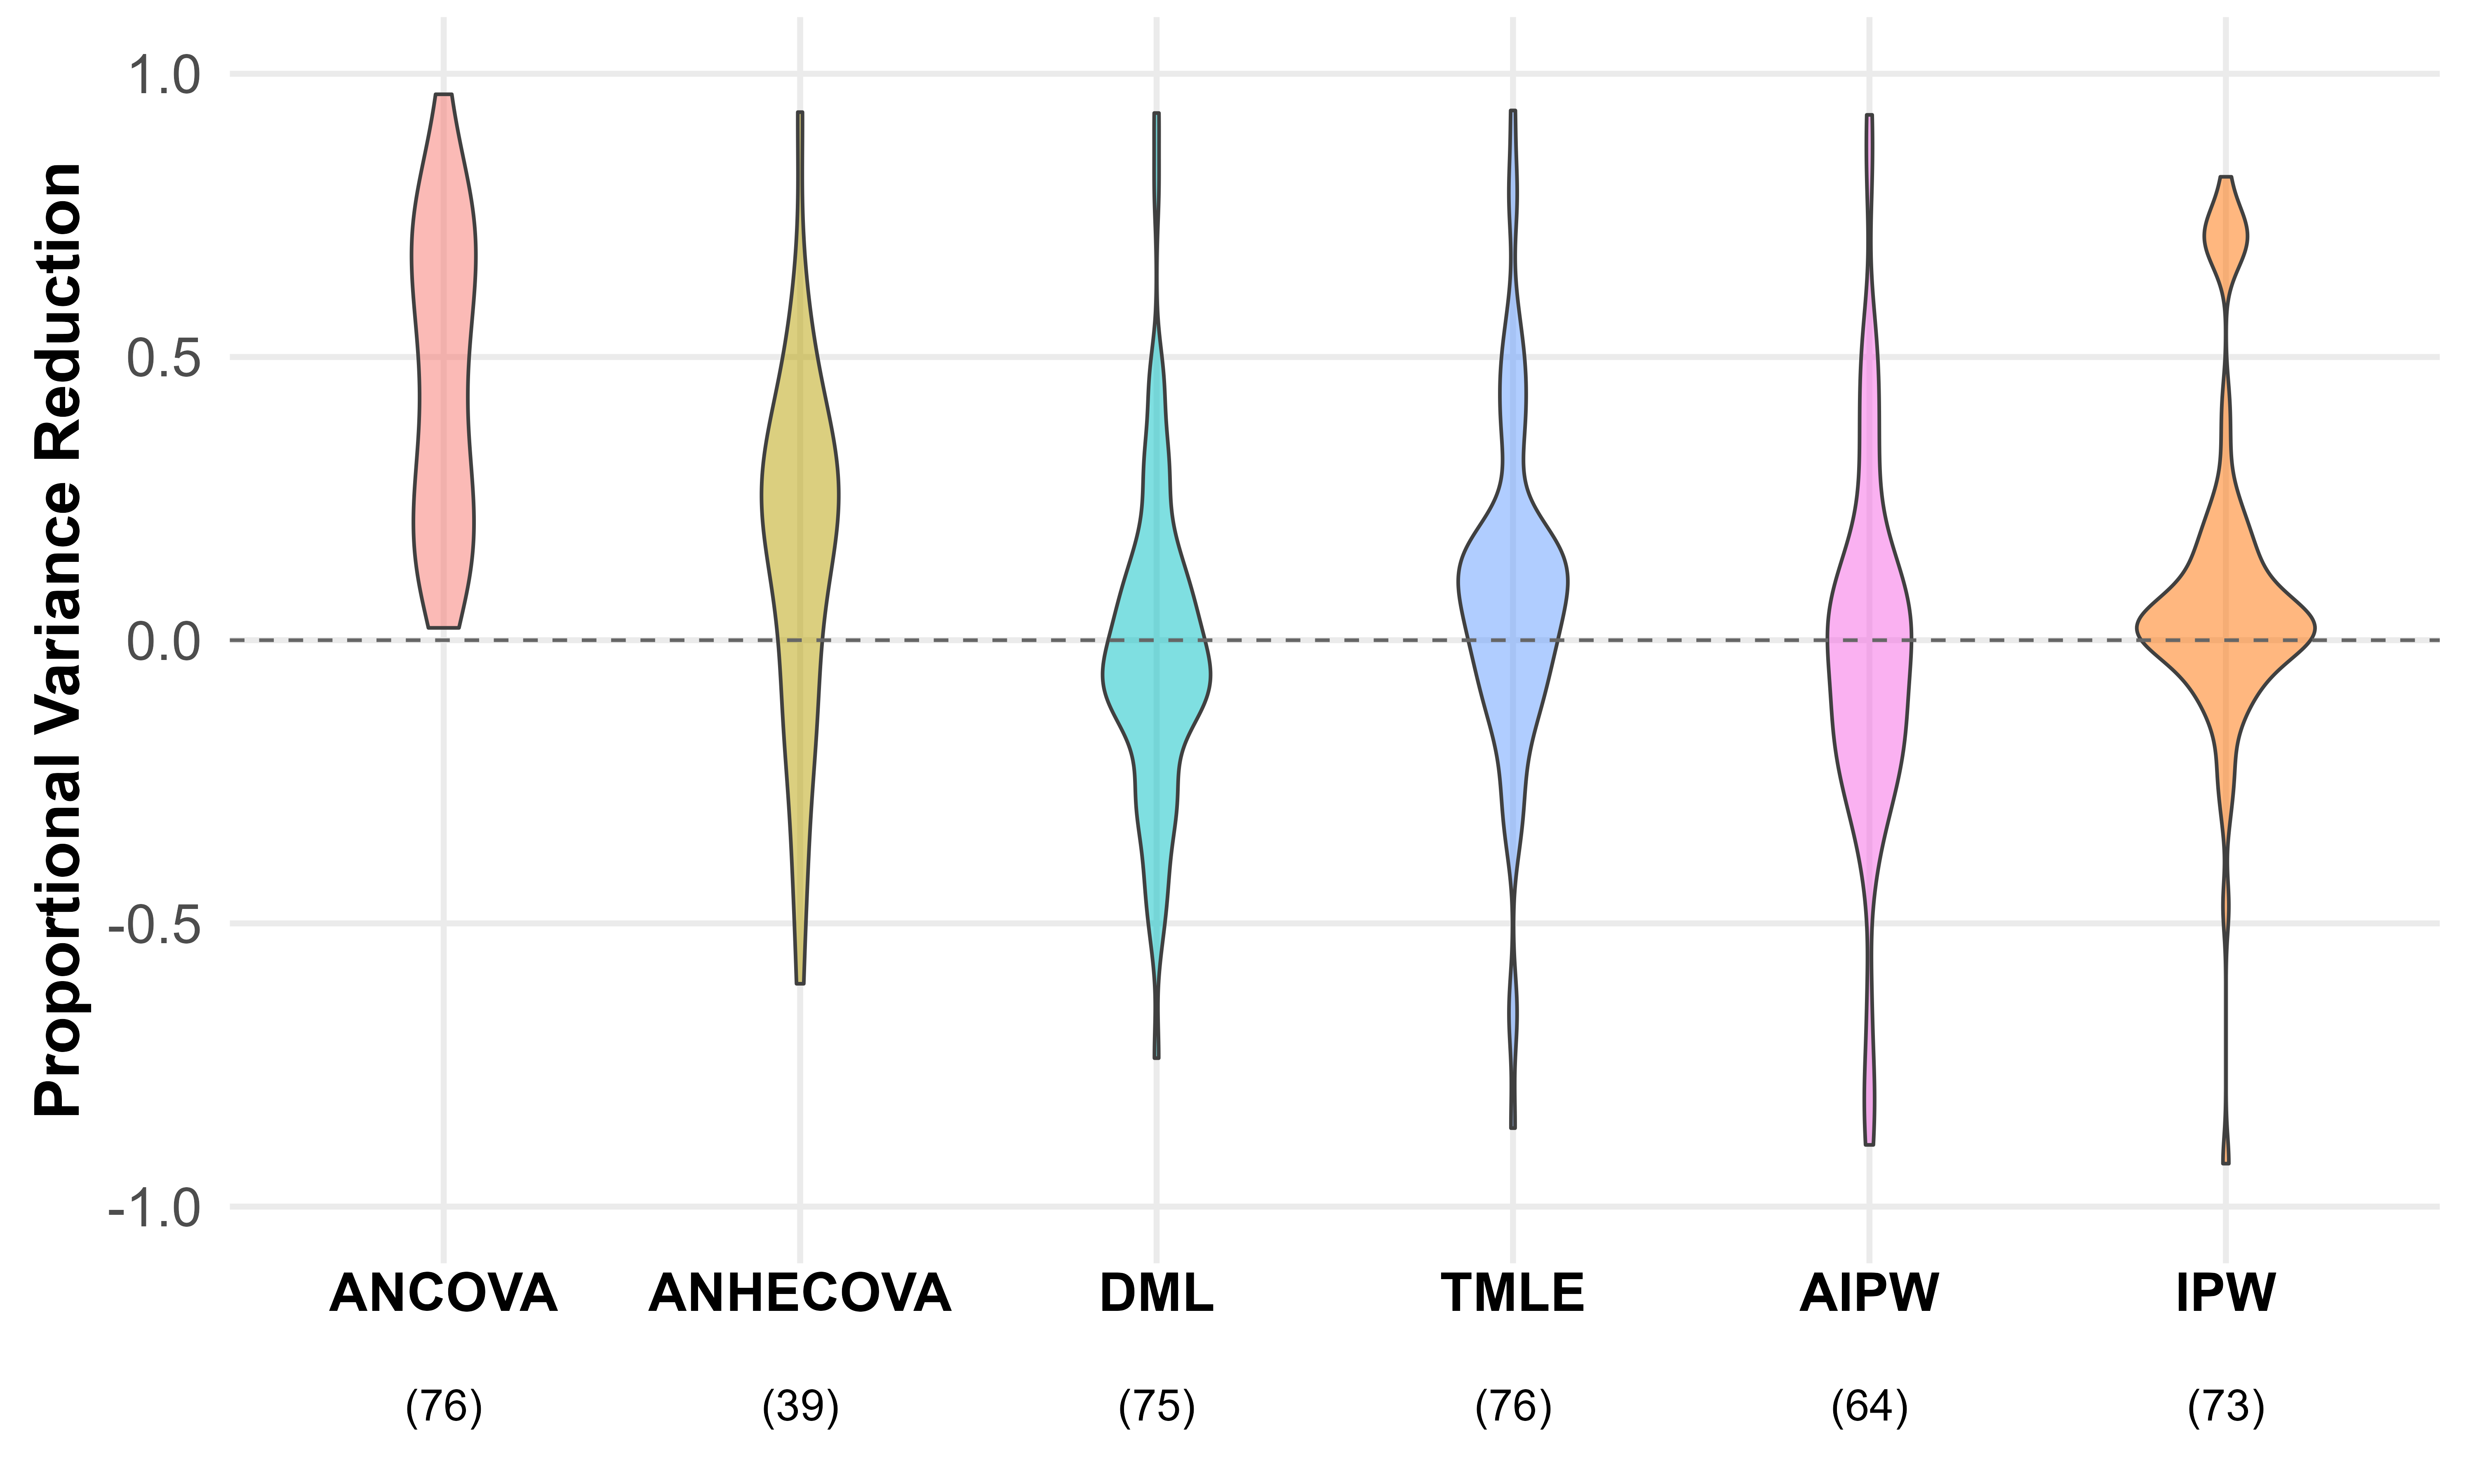 Proportional Variance Reduction
1.0
0.5
0.0
-0.5
-1.0
ANCOVA ANHECOVA DML TMLE AIPW IPW
(76) (39) (75) (76) (64) (73)